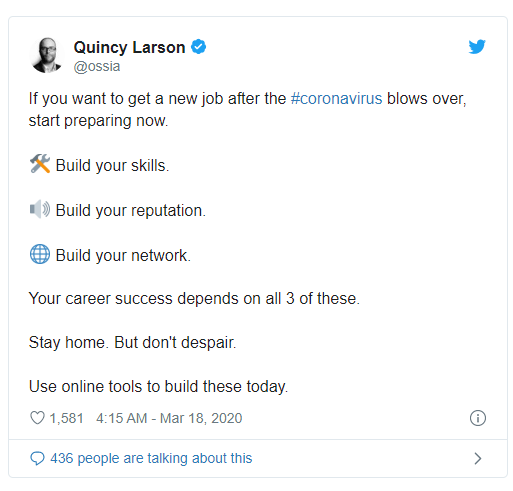 Quincy Larson
@ossia
If you want to get a new job after the #coronavirus blows over,
start preparing now.
🛠 Build your skills.
🔊 Build your reputation.
🌐 Build your network.
Your career success depends on all 3 of these.
Stay home. But don't despair.
Use online tools to build these today.
1,581 4:15 AM - Mar 18, 2020
436 people are talking about this